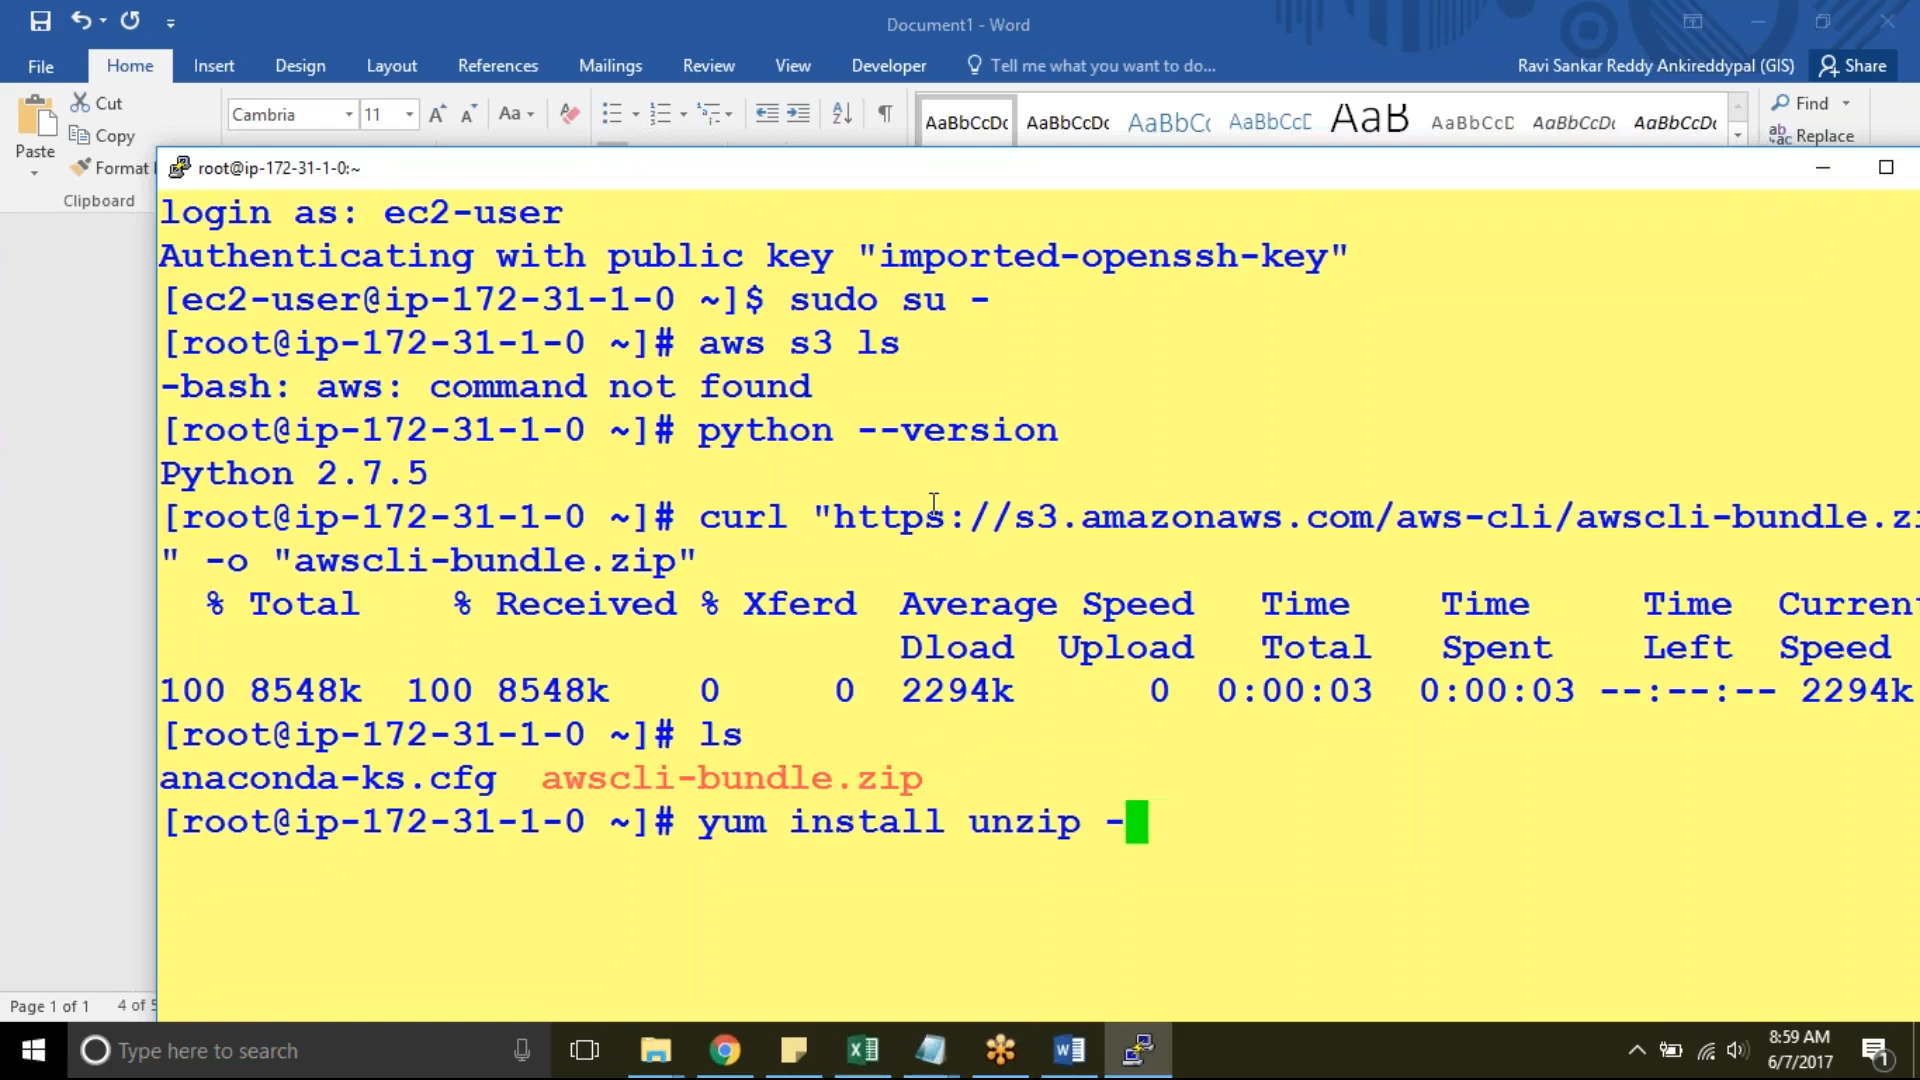 Document1 - Word
File Home Insert Design Layout References Mailings Review View Developer Tell me what you want to do... Ravi Sankar Reddy Ankireddypal (GIS) Share
Cut
Cambria 11 Aa AaBbCcDc AaBbCcDc AaBbC AaBbCcD AaB AaBbCcD AaBbCcDc AaBbCcDc Find
Copy
Replace
Paste
Format
Clipboard
root@ip-172-31-1-0:~
login as: ec2-user
Authenticating with public key "imported-openssh-key"
[ec2-user@ip-172-31-1-0 ~]$ sudo su -
[root@ip-172-31-1-0 ~]# aws s3 ls
-bash: aws: command not found
[root@ip-172-31-1-0 ~]# python --version
Python 2.7.5
[root@ip-172-31-1-0 ~]# curl "https://s3.amazonaws.com/aws-cli/awscli-bundle.zi
" -o "awscli-bundle.zip"
% Total % Received % Xferd Average Speed Time Time Time Current
Dload Upload Total Spent Left Speed
100 8548k 100 8548k 0 0 2294k 0 0:00:03 0:00:03 --:--:-- 2294k
[root@ip-172-31-1-0 ~]# ls
anaconda-ks.cfg awscli-bundle.zip
[root@ip-172-31-1-0 ~]# yum install unzip -
Page 1 of 1 4 of 5
Type here to search
8:59 AM
6/7/2017
1